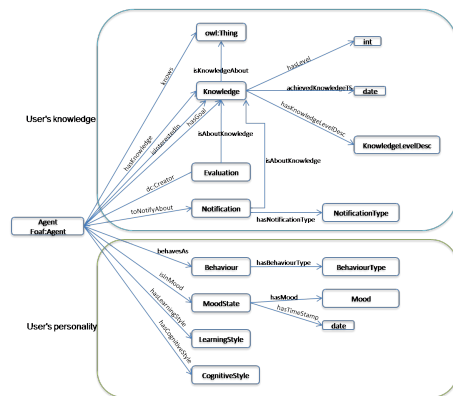 owl:Thing
knows
isKnowledgeAbout
hasLevel
int
Knowledge
achievedKnowledgeTS
date
User's knowledge
hasKnowledge
isInterestedIn
hasGoal
hasKnowledgeLevelDesc
KnowledgeLevelDesc
isAboutKnowledge
isAboutKnowledge
Evaluation
dc:Creator
toNotifyAbout
Notification
hasNotificationType
NotificationType
Agent
Foaf:Agent
behavesAs
Behaviour
hasBehaviourType
BehaviourType
isInMood
MoodState
hasMood
Mood
hasTimeStamp
date
hasLearningStyle
User's personality
LearningStyle
hasCognitiveStyle
CognitiveStyle